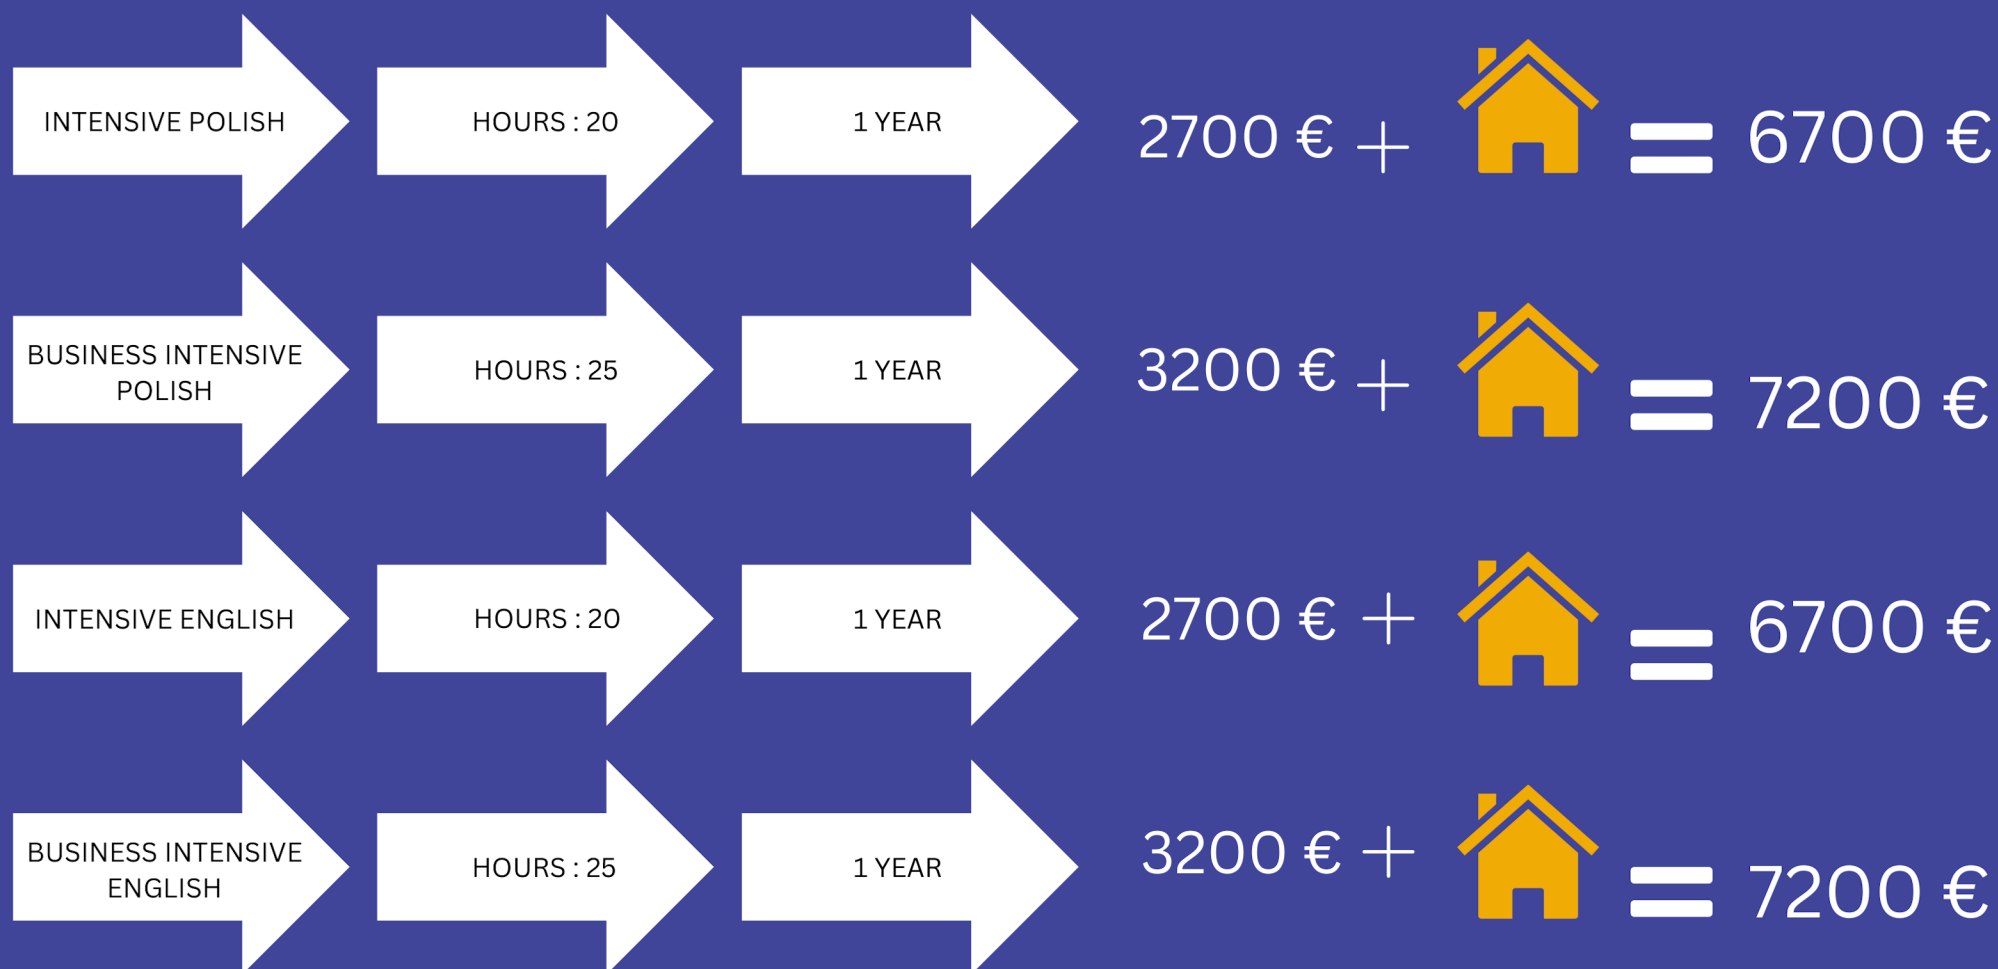 INTENSIVE POLISH
HOURS : 20
1 YEAR
2700 € +
= 6700 €
BUSINESS INTENSIVE
POLISH
HOURS : 25
1 YEAR
3200 € +
= 7200 €
INTENSIVE ENGLISH
HOURS : 20
1 YEAR
2700 € +
= 6700 €
BUSINESS INTENSIVE
ENGLISH
HOURS : 25
1 YEAR
3200 € +
= 7200 €